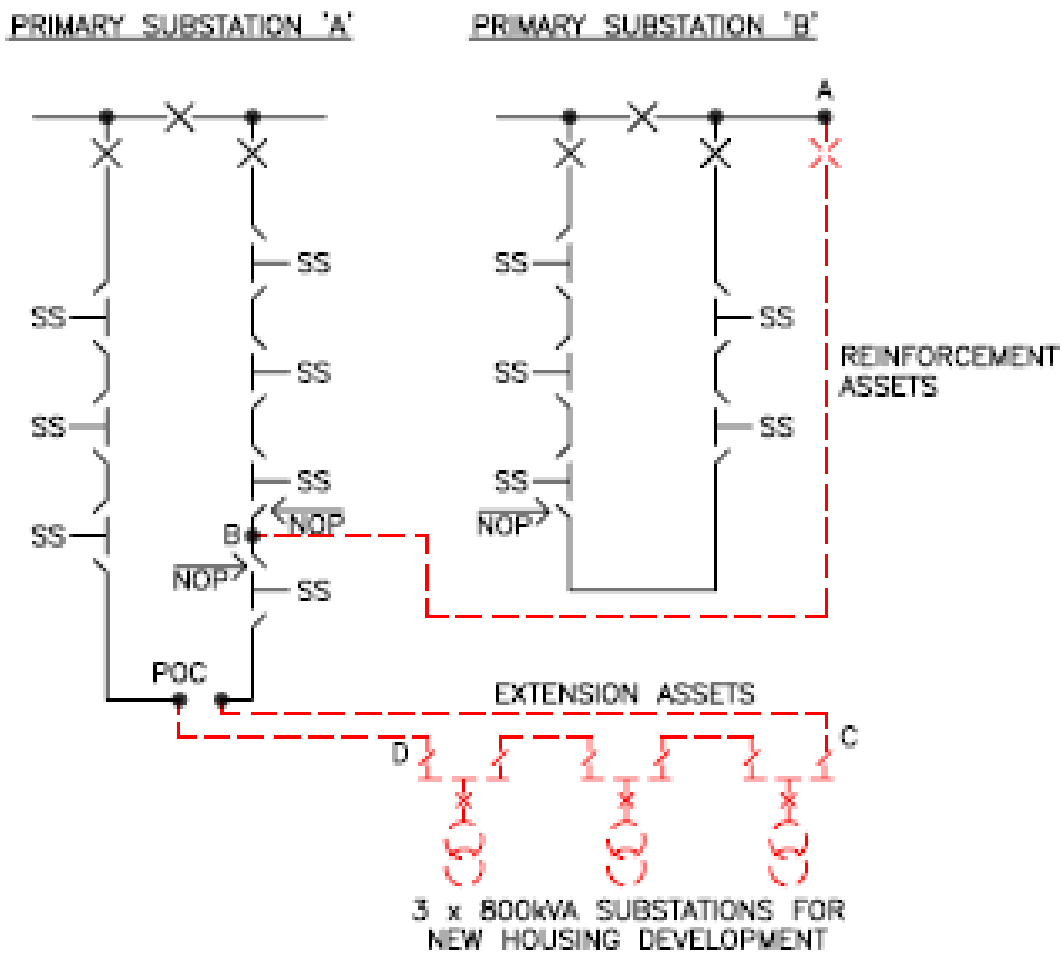 PRIMARY SUBSTATION 'A'
PRIMARY SUBSTATION 'B'
A
SS
SS
SS
SS
SS
SS
REINFORCEMENT
ASSETS
SS
SS
SS
SS
SS
NOP
NOP
SS
B
NOP
SS
POC
EXTENSION ASSETS
D
C
3 x 800kVA SUBSTATIONS FOR
NEW HOUSING DEVELOPMENT